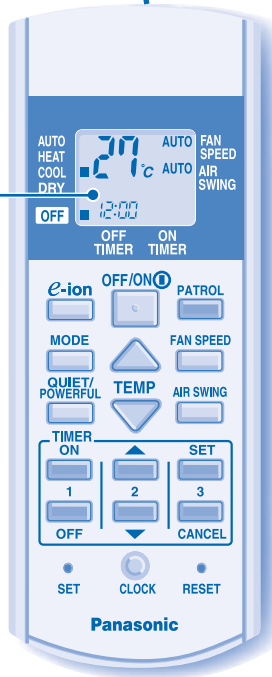 AUTO
HEAT
COOL
DRY
OFF
27°C
AUTO
AUTO
FAN
SPEED
AIR
SWING
12:00
OFF
TIMER
ON
TIMER
e-ion
OFF/ON
PATROL
MODE
FAN SPEED
QUIET/
POWERFUL
TEMP
AIR SWING
TIMER
ON
SET
1
2
3
OFF
CANCEL
SET
CLOCK
RESET
Panasonic